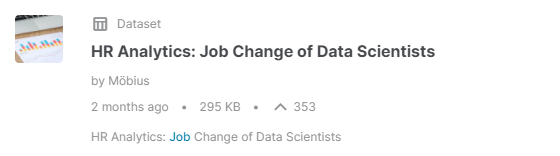 Dataset
HR Analytics: Job Change of Data Scientists
by Möbius
2 months ago • 295 KB • 353
HR Analytics: Job Change of Data Scientists